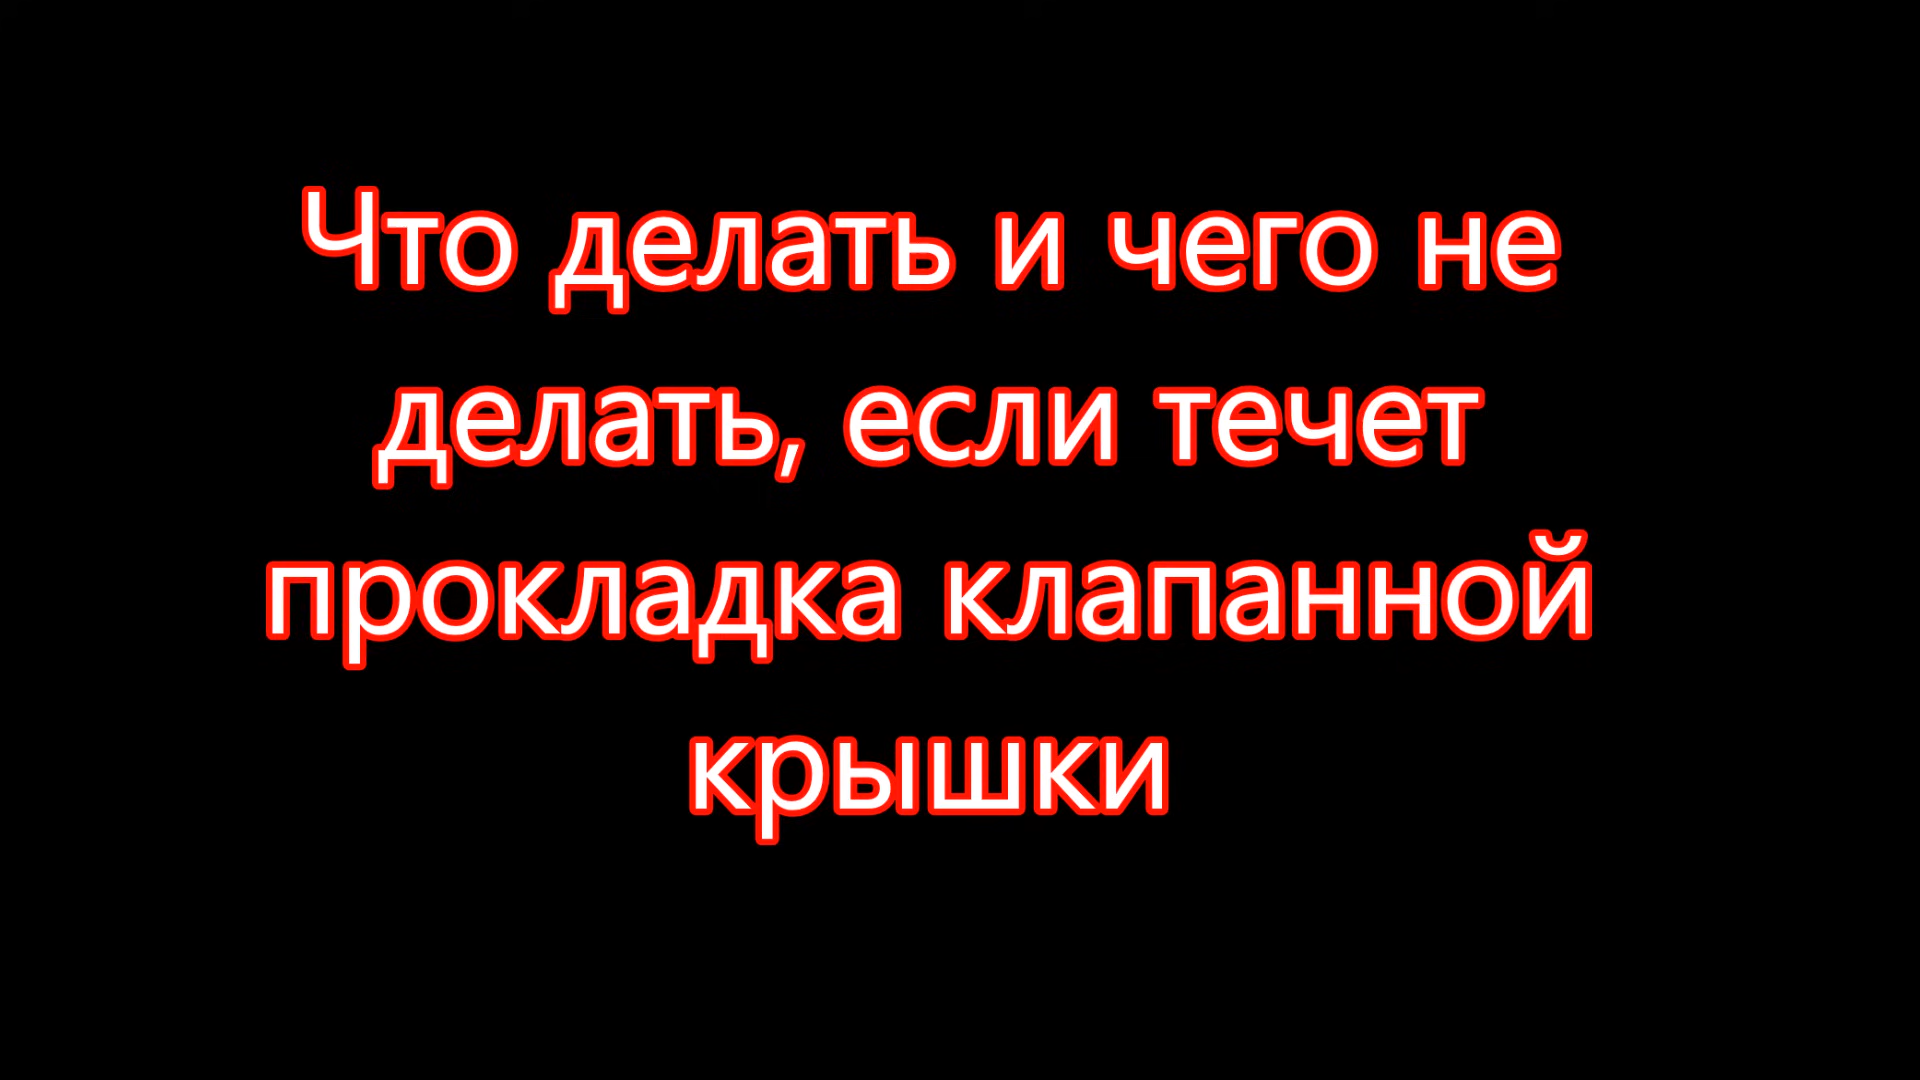 Что делать и чего не
делать, если течет
прокладка клапанной
крышки